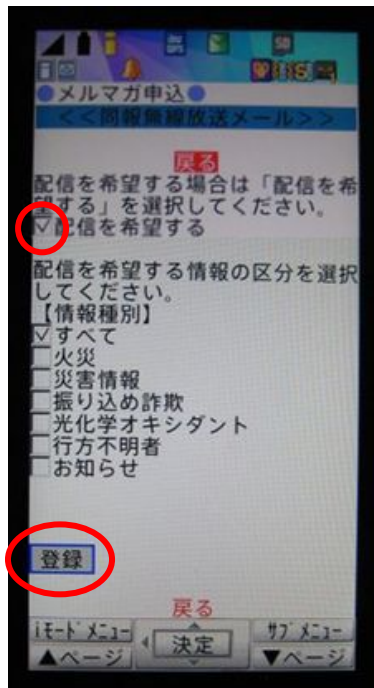 SD
●メルマガ申込●
<<同報無線放送メール>>
戻る
配信を希望する場合は「配信を希
望する」を選択してください。
配信を希望する
配信を希望する情報の区分を選択
してください。
【情報種別】
すべて
火災
災害情報
振り込め詐欺
光化学オキシダント
行方不明者
お知らせ
登録
戻る
iモードメニュー 決定 サブメニュー
▲ページ ▼ページ